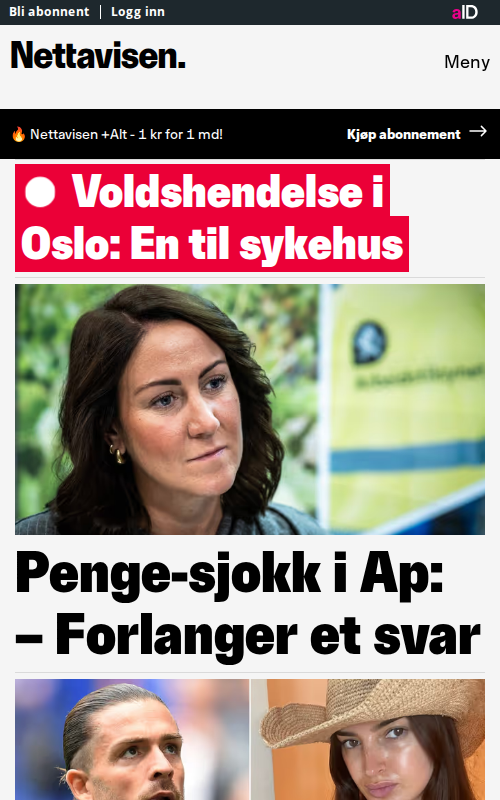 Bli abonnent | Logg inn
aID
Nettavisen.
Meny
🔥 Nettavisen +Alt - 1 kr for 1 md!
Kjøp abonnement →
Voldshendelse i
Oslo: En til sykehus
Penge-sjokk i Ap:
– Forlanger et svar